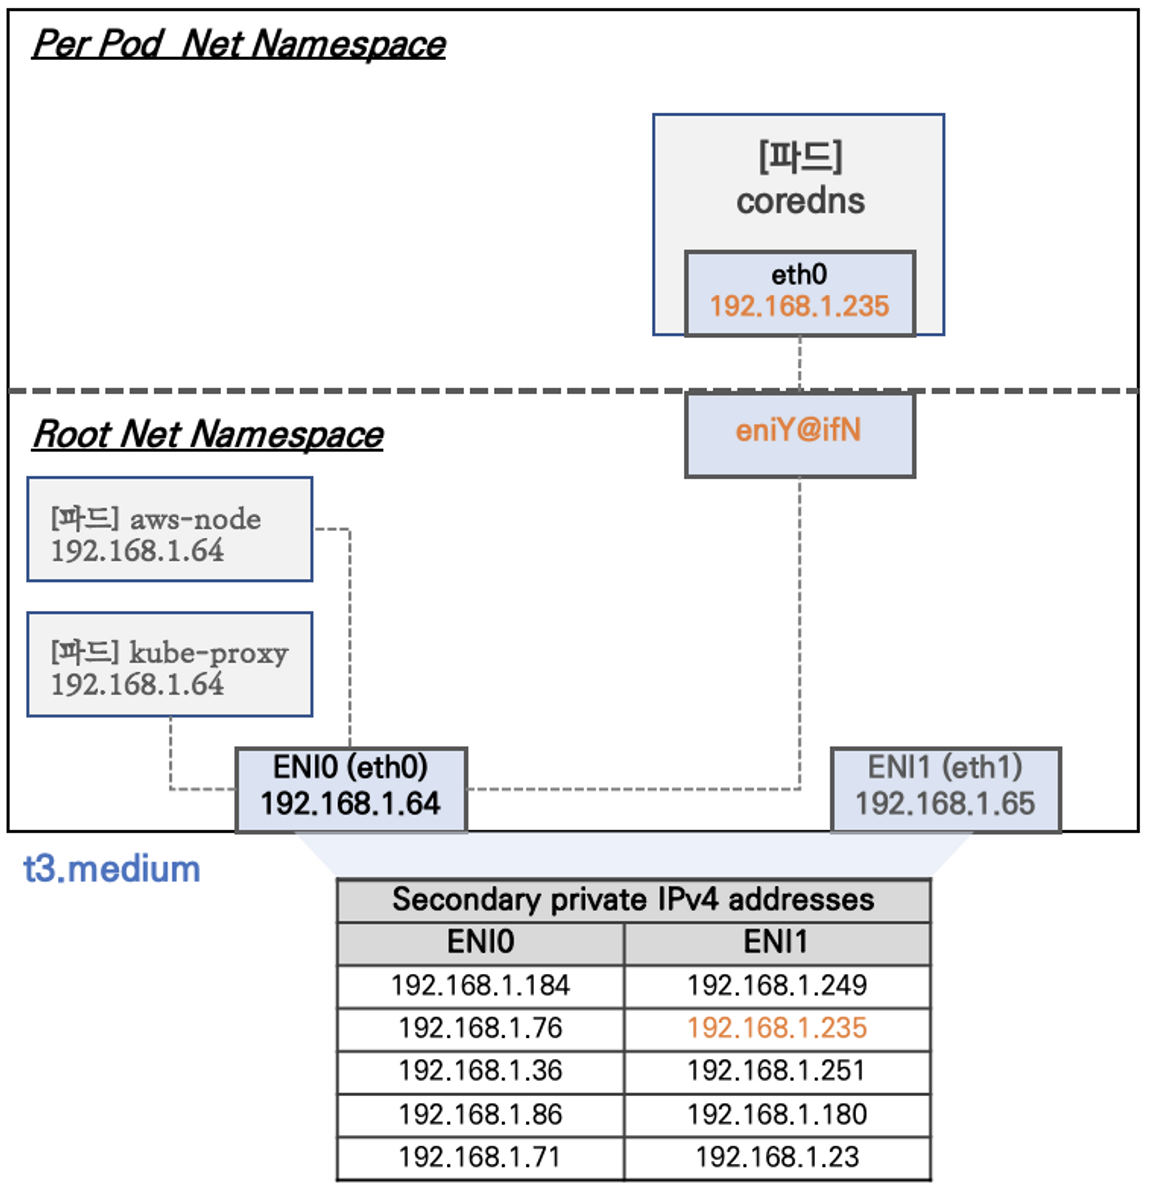 Per Pod Net Namespace
[파드]
coredns
eth0
192.168.1.235
eniY@ifN
Root Net Namespace
[파드] aws-node
192.168.1.64
[파드] kube-proxy
192.168.1.64
ENI0 (eth0)
192.168.1.64
ENI1 (eth1)
192.168.1.65
t3.medium
Secondary private IPv4 addresses
ENI0 ENI1
192.168.1.184 192.168.1.249
192.168.1.76 192.168.1.235
192.168.1.36 192.168.1.251
192.168.1.86 192.168.1.180
192.168.1.71 192.168.1.23